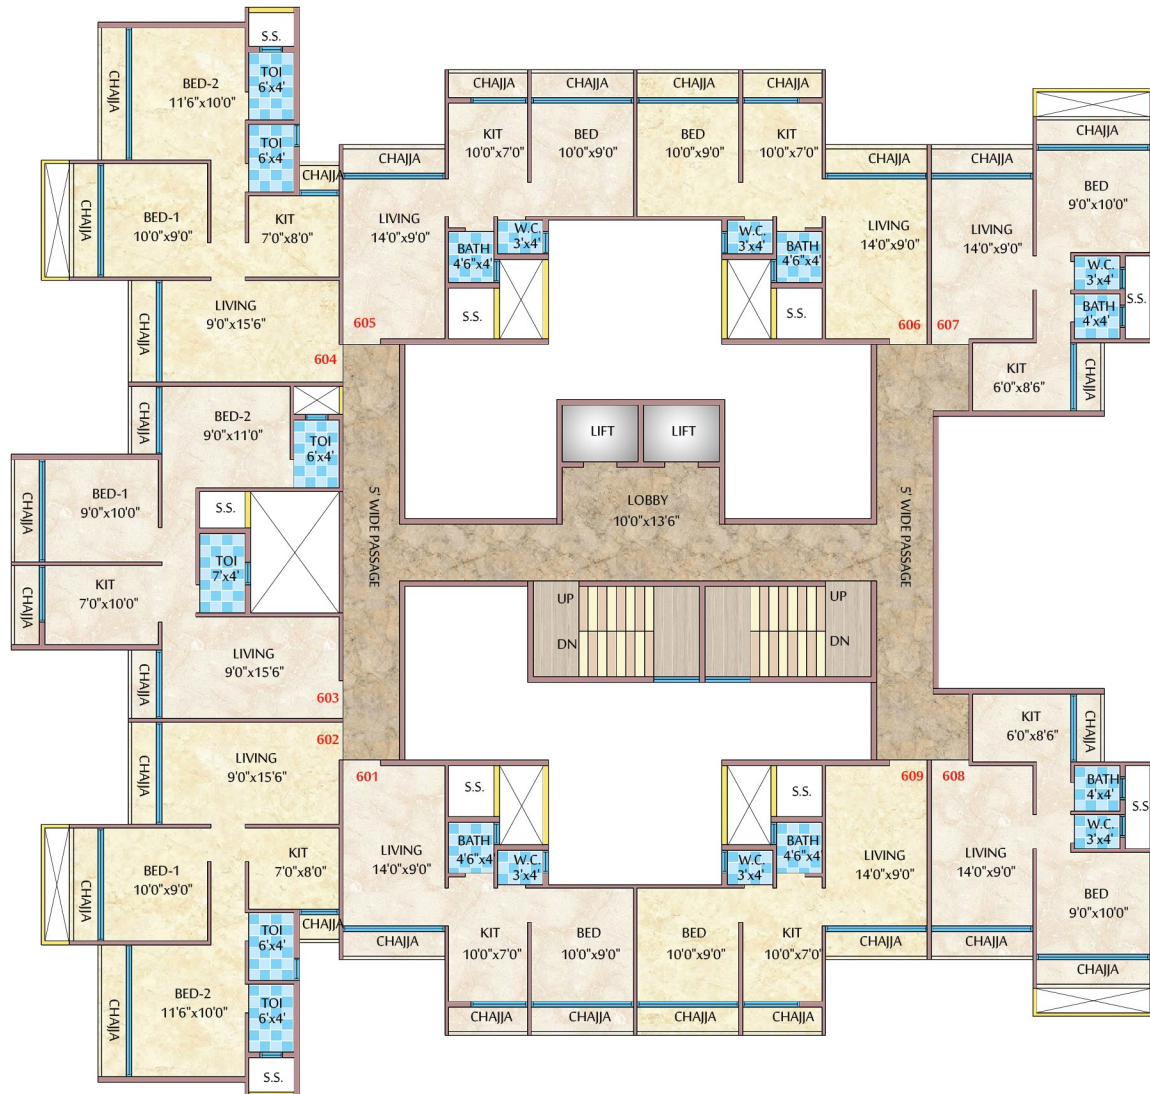 S.S.
CHAJJA
BED-2
11'6"x10'0"
TOI
6'x4'
TOI
6'x4'
CHAJJA
CHAJJA
BED-1
10'0"x9'0"
KIT
7'0"x8'0"
CHAJJA
LIVING
9'0"x15'6"
604
CHAJJA
LIVING
14'0"x9'0"
605
CHAJJA
KIT
10'0"x7'0"
CHAJJA
BED
10'0"x9'0"
BATH
4'6"x4'
W.C.
3'x4'
S.S.
CHAJJA
BED
10'0"x9'0"
CHAJJA
KIT
10'0"x7'0"
W.C.
3'x4'
BATH
4'6"x4'
S.S.
CHAJJA
LIVING
14'0"x9'0"
606
CHAJJA
LIVING
14'0"x9'0"
607
CHAJJA
BED
9'0"x10'0"
W.C.
3'x4'
BATH
4'x4'
S.S.
KIT
6'0"x8'6"
CHAJJA
CHAJJA
BED-2
9'0"x11'0"
TOI
6'x4'
CHAJJA
BED-1
9'0"x10'0"
S.S.
TOI
7'x4'
CHAJJA
KIT
7'0"x10'0"
CHAJJA
LIVING
9'0"x15'6"
603
5' WIDE PASSAGE
LIFT
LIFT
LOBBY
10'0"x13'6"
5' WIDE PASSAGE
UP
DN
UP
DN
602
CHAJJA
LIVING
9'0"x15'6"
CHAJJA
BED-1
10'0"x9'0"
KIT
7'0"x8'0"
CHAJJA
TOI
6'x4'
TOI
6'x4'
CHAJJA
BED-2
11'6"x10'0"
S.S.
601
LIVING
14'0"x9'0"
CHAJJA
S.S.
BATH
4'6"x4'
W.C.
3'x4'
KIT
10'0"x7'0"
CHAJJA
BED
10'0"x9'0"
CHAJJA
S.S.
BATH
4'6"x4'
W.C.
3'x4'
BED
10'0"x9'0"
CHAJJA
KIT
10'0"x7'0"
CHAJJA
609
LIVING
14'0"x9'0"
CHAJJA
608
LIVING
14'0"x9'0"
CHAJJA
KIT
6'0"x8'6"
CHAJJA
BATH
4'x4'
W.C.
3'x4'
S.S
BED
9'0"x10'0"
CHAJJA